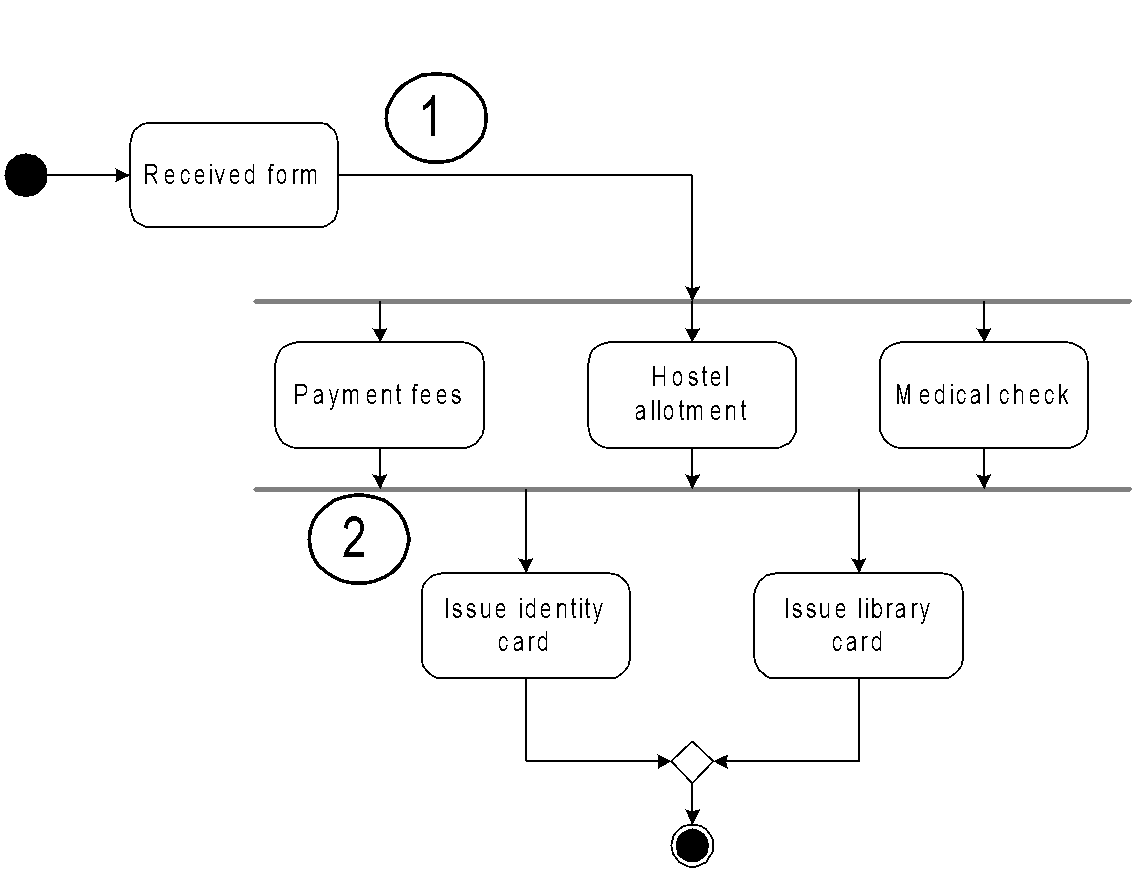 1
Received form
Payment fees
Hostel
allotment
Medical check
2
Issue identity
card
Issue library
card